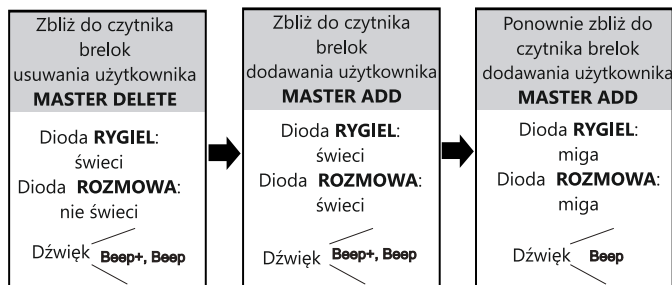 Zbliż do czytnika
brelok
usuwania użytkownika
MASTER DELETE
Dioda RYGIEL:
świeci
Dioda ROZMOWA:
nie świeci
Dźwięk Beep+, Beep
Zbliż do czytnika
brelok
dodawania użytkownika
MASTER ADD
Dioda RYGIEL:
świeci
Dioda ROZMOWA:
świeci
Dźwięk Beep+, Beep
Ponownie zbliż do
czytnika brelok
dodawania użytkownika
MASTER ADD
Dioda RYGIEL:
miga
Dioda ROZMOWA:
miga
Dźwięk Beep